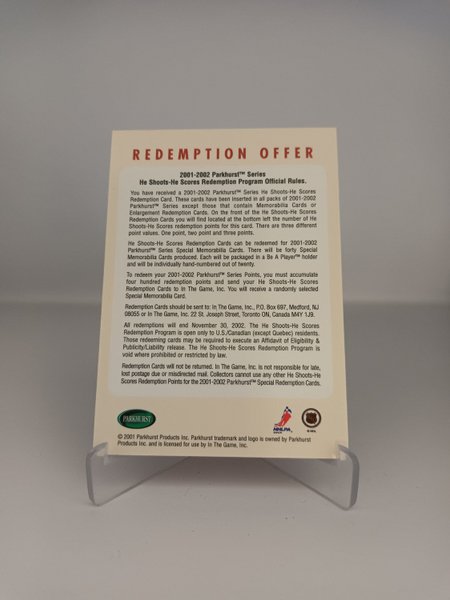 REDEMPTION OFFER
2001-2002 Parkhurst™ Series
He Shoots-He Scores Redemption Program Official Rules.
You have received a 2001-2002 Parkhurst™ Series He Shoots-He Scores
Redemption Card. These cards have been inserted in all packs of 2001-2002
Parkhurst™ Series except those that contain Memorabilia Cards or
Enlargement Redemption Cards. On the front of the He Shoots-He Scores
Redemption Cards you will find located at the bottom left the number of He
Shoots-He Scores redemption points for this card. There are three different
point values. One point, two point and three points.
He Shoots-He Scores Redemption Cards can be redeemed for 2001-2002
Parkhurst™ Series Special Memorabilia Cards. There will be forty Special
Memorabilia Cards produced. Each will be packaged in a Be A Player™ holder
and will be individually hand-numbered out of twenty.
To redeem your 2001-2002 Parkhurst™ Series Points, you must accumulate
four hundred redemption points and send your He Shoots-He Scores
Redemption Cards to In The Game, Inc. You will receive a randomly selected
Special Memorabilia Card.
Redemption Cards should be sent to: In The Game, Inc., P.O. Box 697, Medford, NJ
08055 or In The Game, Inc. 22 St. Joseph Street, Toronto ON, Canada M4Y 1J9.
All redemptions will end November 30, 2002. The He Shoots-He Scores
Redemption Program is open only to U.S./Canadian (except Quebec) residents.
Those redeeming cards may be required to execute an Affidavit of Eligibility &
Publicity/Liability release. The He Shoots-He Scores Redemption Program is
void where prohibited or restricted by law.
Redemption Cards will not be returned. In The Game, Inc. is not responsible for late,
lost postage due or misdirected mail. Collectors cannot use any other He Shoots-He
Scores Redemption Points for the 2001-2002 Parkhurst™ Special Redemption Cards.
PARKHURST
NHLPA
© 2001 Parkhurst Products Inc. Parkhurst trademark and logo is owned by Parkhurst
Products Inc. and is licensed for use by In The Game, Inc.